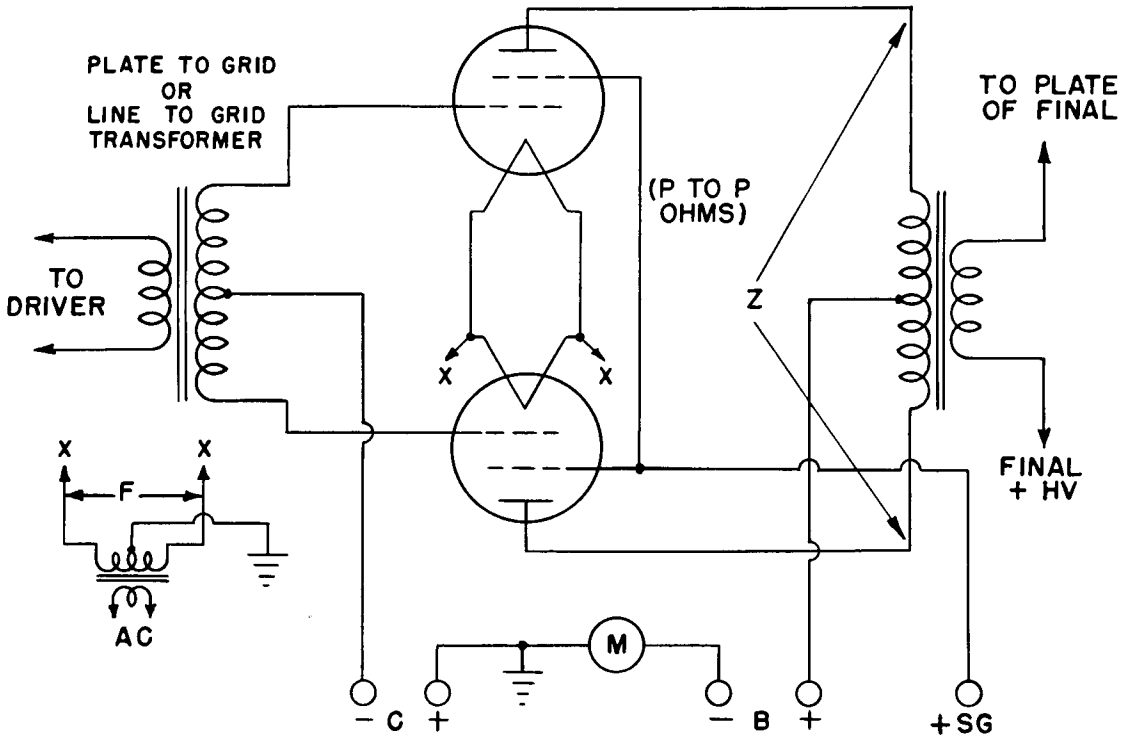 PLATE TO GRID
OR
LINE TO GRID
TRANSFORMER
TO PLATE
OF FINAL
(P TO P
OHMS)
TO
DRIVER
Z
X X
X X
F
FINAL
+ HV
AC
M
- C +
- B +
+ SG